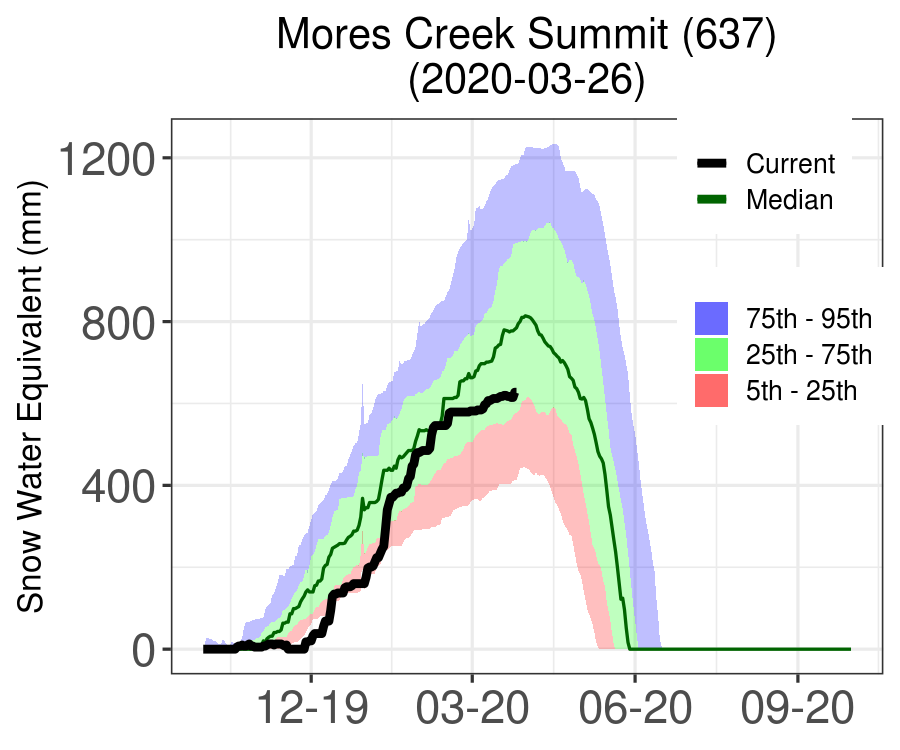 Mores Creek Summit (637)
(2020-03-26)
Snow Water Equivalent (mm)
1200
800
400
0
12-19
03-20
06-20
09-20
Current
Median
75th - 95th
25th - 75th
5th - 25th